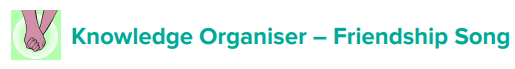 Knowledge Organiser – Friendship Song